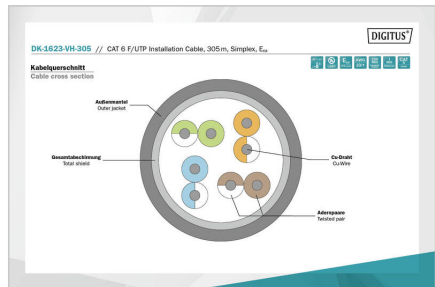 DIGITUS®
DK-1623-VH-305 // CAT 6 F/UTP Installation Cable, 305 m, Simplex, Eca
Kabelquerschnitt
Cable cross section
Außenmantel
Outer jacket
Gesamtabschirmung
Total shield
Cu-Draht
Cu-Wire
Adernpaare
Twisted pair